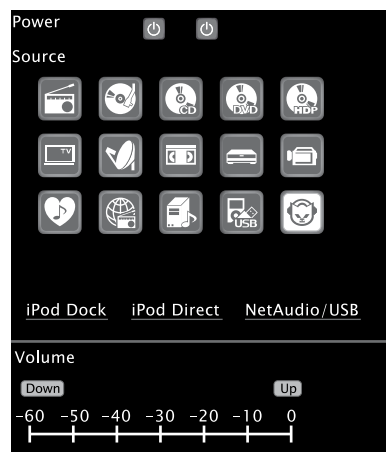 Power
Source
CD DVD HDP
TV
USB
iPod Dock iPod Direct NetAudio/USB
Volume
Down Up
-60 -50 -40 -30 -20 -10 0